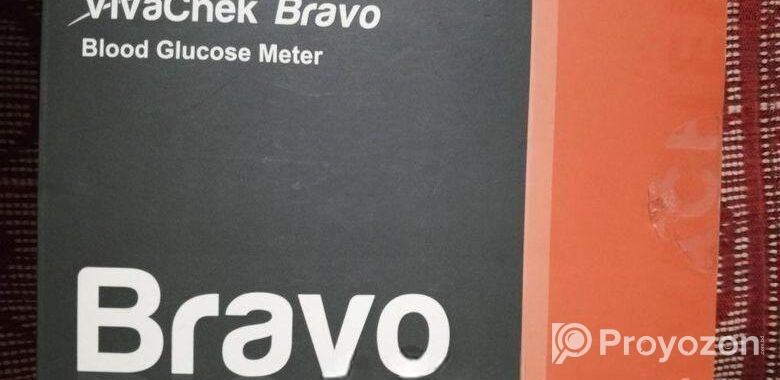 VivaChek Bravo
Blood Glucose Meter
Bravo
Proyozon